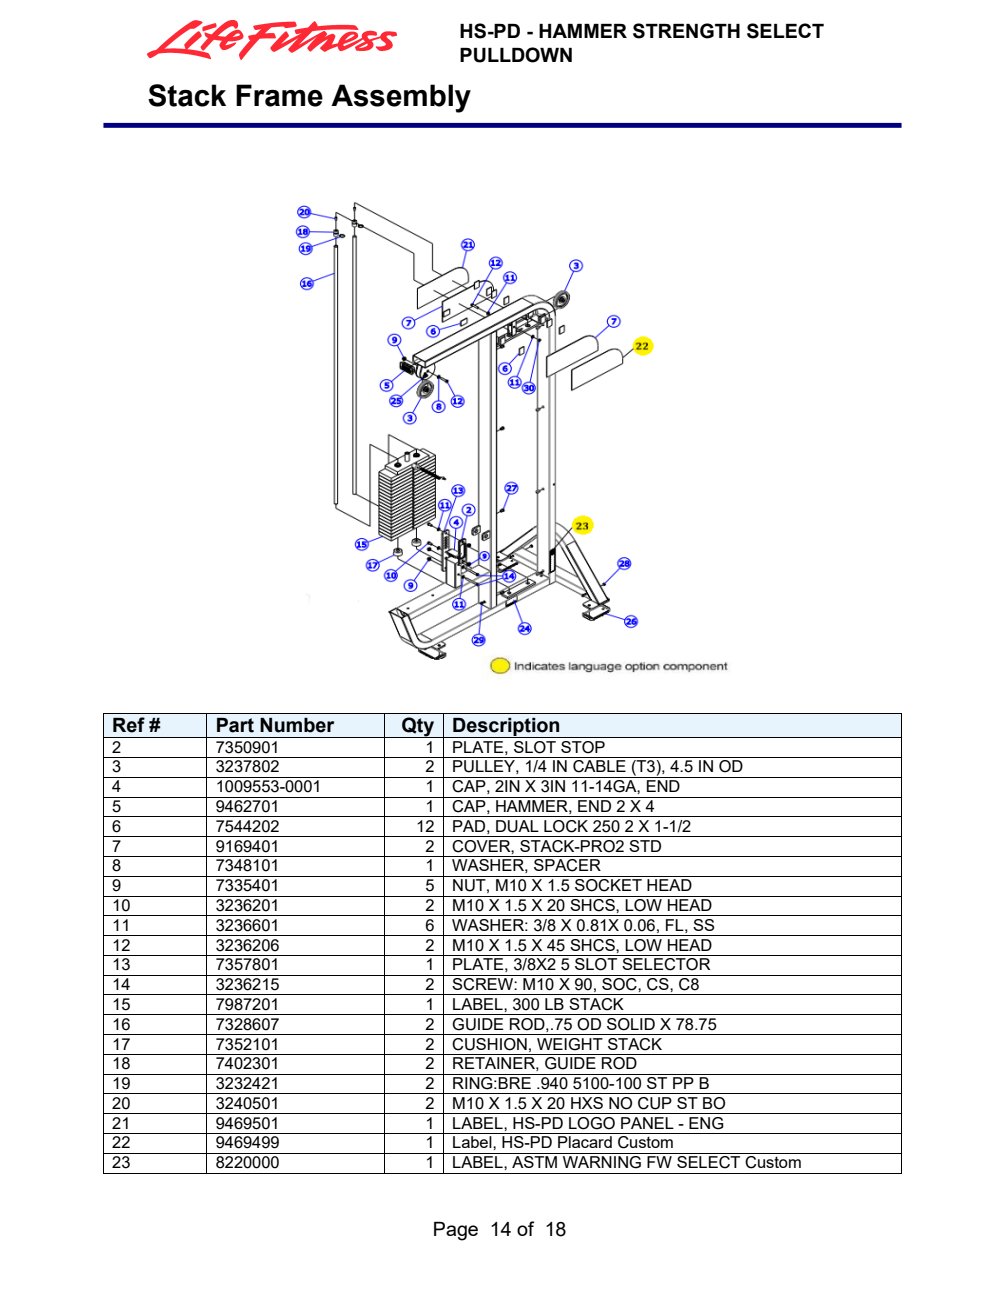 Life Fitness
HS-PD - HAMMER STRENGTH SELECT
PULLDOWN
Stack Frame Assembly
20
18
19
16
21
12
11
3
7
6
9
5
25
3
8
12
7
22
6
11
30
27
13
11
2
4
15
17
10
9
9
14
11
23
28
26
24
29
Indicates language option component
Ref # Part Number Qty Description
2 7350901 1 PLATE, SLOT STOP
3 3237802 2 PULLEY, 1/4 IN CABLE (T3), 4.5 IN OD
4 1009553-0001 1 CAP, 2IN X 3IN 11-14GA, END
5 9462701 1 CAP, HAMMER, END 2 X 4
6 7544202 12 PAD, DUAL LOCK 250 2 X 1-1/2
7 9169401 2 COVER, STACK-PRO2 STD
8 7348101 1 WASHER, SPACER
9 7335401 5 NUT, M10 X 1.5 SOCKET HEAD
10 3236201 2 M10 X 1.5 X 20 SHCS, LOW HEAD
11 3236601 6 WASHER: 3/8 X 0.81X 0.06, FL, SS
12 3236206 2 M10 X 1.5 X 45 SHCS, LOW HEAD
13 7357801 1 PLATE, 3/8X2 5 SLOT SELECTOR
14 3236215 2 SCREW: M10 X 90, SOC, CS, C8
15 7987201 1 LABEL, 300 LB STACK
16 7328607 2 GUIDE ROD,.75 OD SOLID X 78.75
17 7352101 2 CUSHION, WEIGHT STACK
18 7402301 2 RETAINER, GUIDE ROD
19 3232421 2 RING:BRE .940 5100-100 ST PP B
20 3240501 2 M10 X 1.5 X 20 HXS NO CUP ST BO
21 9469501 1 LABEL, HS-PD LOGO PANEL - ENG
22 9469499 1 Label, HS-PD Placard Custom
23 8220000 1 LABEL, ASTM WARNING FW SELECT Custom
Page 14 of 18